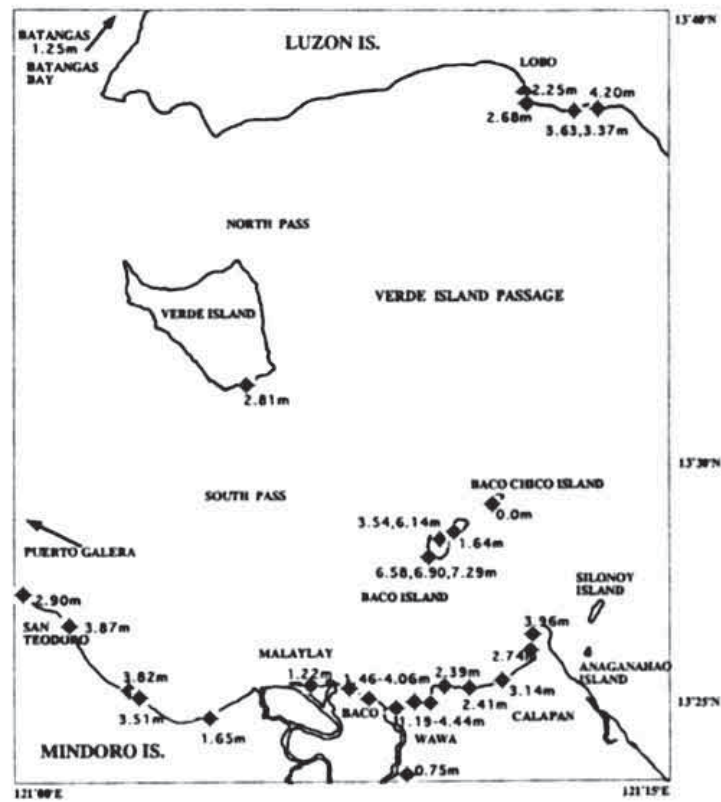 BATANGAS
1.25m
BATANGAS
BAY
LUZON IS.
13°40'N
LOBO
2.25m 4.20m
2.68m
3.63,3.37m
NORTH PASS
VERDE ISLAND PASSAGE
VERDE ISLAND
2.81m
13°30'N
SOUTH PASS
BACO CHICO ISLAND
0.0m
3.54,6.14m
1.64m
PUERTO GALERA
6.58,6.90,7.29m
SILONOY
ISLAND
BACO ISLAND
2.90m
SAN
TEODORO
3.87m
3.96m
2.74m
ANAGANAHAO
ISLAND
MALAYLAY
3.82m
1.22m
1.46-4.06m
2.39m
3.14m
3.51m
BACO
2.41m
CALAPAN
13°25'N
1.65m
1.19-4.44m
WAWA
MINDORO IS.
0.75m
121°00'E
121°15'E